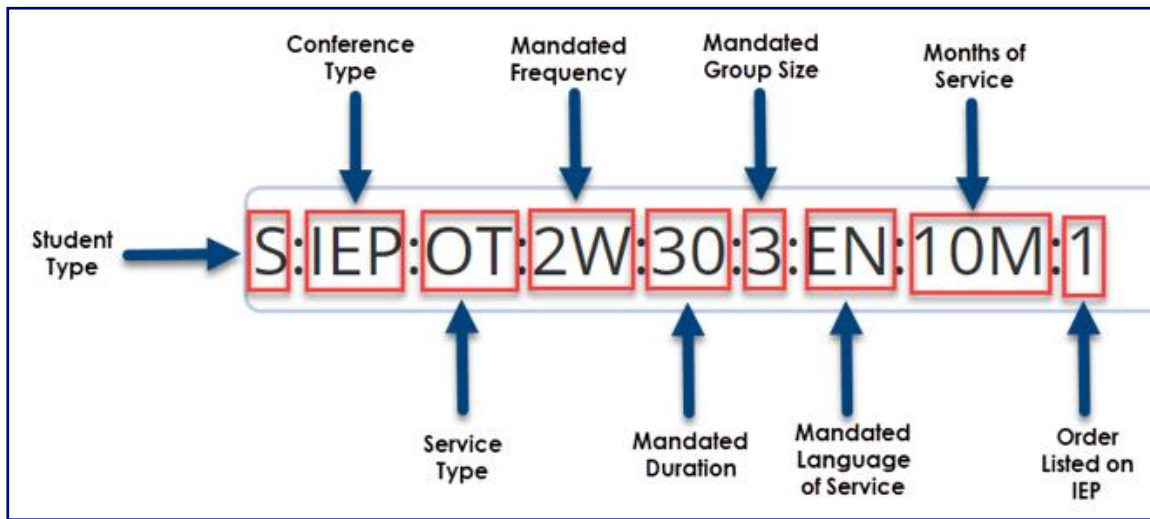 Conference
Type
Mandated
Frequency
Mandated
Group Size
Months of
Service
Student
Type
S:IEP:OT:2W:30:3:EN:10M:1
Service
Type
Mandated
Duration
Mandated
Language
of Service
Order
Listed on
IEP